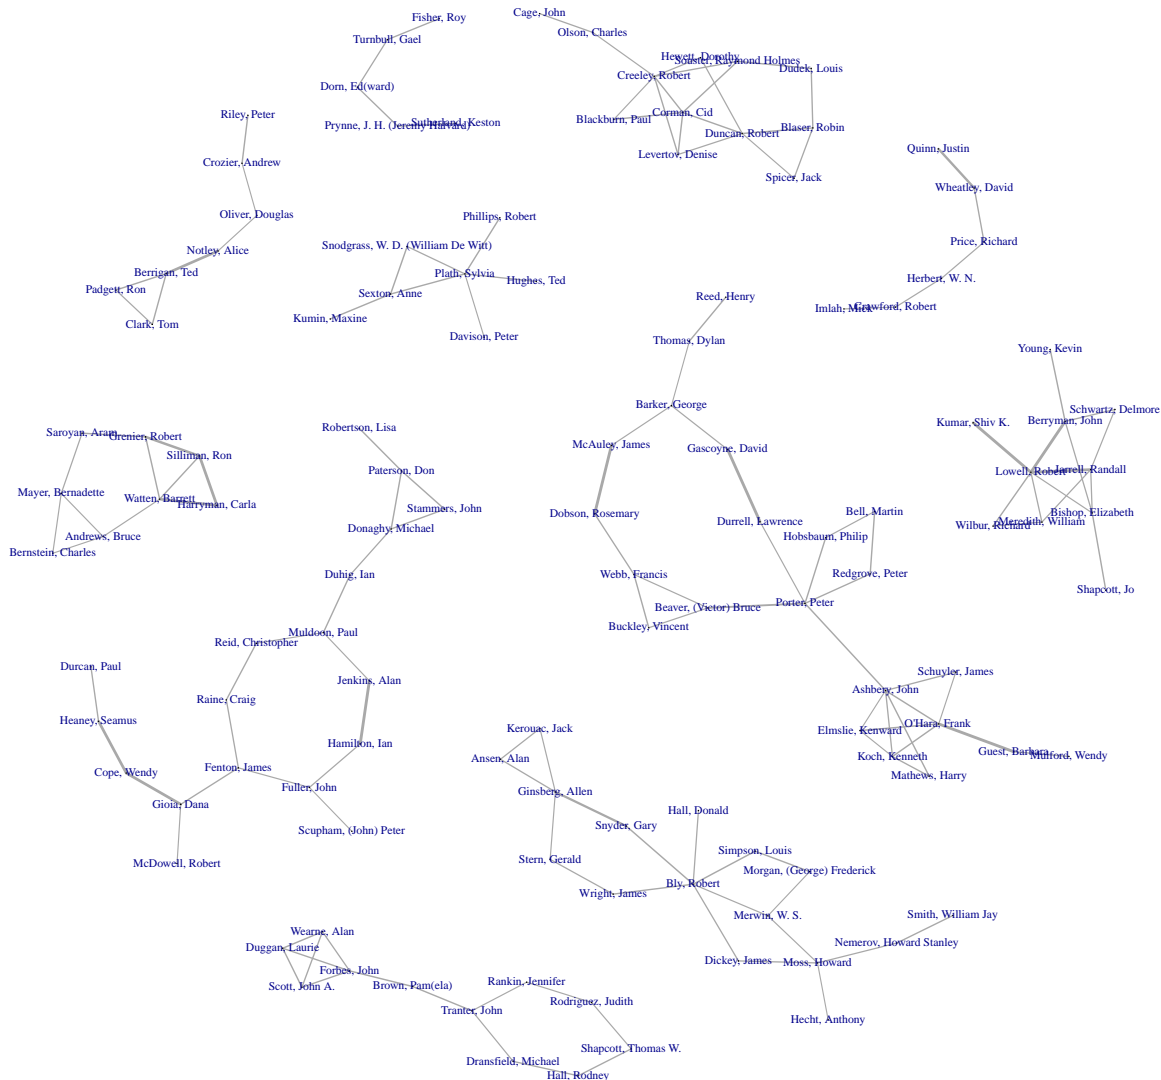 Cage, John
Fisher, Roy
Olson, Charles
Turnbull, Gael
Hewett, Dorothy
Souster, Raymond Holmes
Dudek, Louis
Creeley, Robert
Dorn, Ed(ward)
Corman, Cid
Riley, Peter
Blackburn, Paul
Prynne, J. H. (Jeremy Halvard)
Sutherland, Keston
Blaser, Robin
Duncan, Robert
Quinn, Justin
Levertov, Denise
Crozier, Andrew
Spicer, Jack
Wheatley, David
Oliver, Douglas
Phillips, Robert
Price, Richard
Snodgrass, W. D. (William De Witt)
Notley, Alice
Berrigan, Ted
Plath, Sylvia
Hughes, Ted
Herbert, W. N.
Padgett, Ron
Sexton, Anne
Reed, Henry
Imlah, Mick
Crawford, Robert
Kumin, Maxine
Clark, Tom
Davison, Peter
Thomas, Dylan
Young, Kevin
Barker, George
Schwartz, Delmore
Berryman, John
Kumar, Shiv K.
Robertson, Lisa
Saroyan, Aram
Grenier, Robert
McAuley, James
Gascoyne, David
Silliman, Ron
Paterson, Don
Lowell, Robert
Jarrell, Randall
Mayer, Bernadette
Watten, Barrett
Harryman, Carla
Stammers, John
Dobson, Rosemary
Bell, Martin
Bishop, Elizabeth
Durrell, Lawrence
Wilbur, Richard
Meredith, William
Donaghy, Michael
Andrews, Bruce
Hobsbaum, Philip
Bernstein, Charles
Duhig, Ian
Webb, Francis
Redgrove, Peter
Shapcott, Jo
Beaver, (Victor) Bruce
Porter, Peter
Buckley, Vincent
Muldoon, Paul
Reid, Christopher
Durcan, Paul
Schuyler, James
Jenkins, Alan
Ashbery, John
Raine, Craig
Heaney, Seamus
O'Hara, Frank
Kerouac, Jack
Elmslie, Kenward
Hamilton, Ian
Guest, Barbara
Mulford, Wendy
Ansen, Alan
Koch, Kenneth
Fenton, James
Cope, Wendy
Mathews, Harry
Fuller, John
Ginsberg, Allen
Gioia, Dana
Hall, Donald
Snyder, Gary
Scupham, (John) Peter
Simpson, Louis
Stern, Gerald
McDowell, Robert
Morgan, (George) Frederick
Bly, Robert
Wright, James
Merwin, W. S.
Smith, William Jay
Wearne, Alan
Nemerov, Howard Stanley
Duggan, Laurie
Dickey, James
Moss, Howard
Forbes, John
Rankin, Jennifer
Scott, John A.
Brown, Pam(ela)
Rodriguez, Judith
Tranter, John
Hecht, Anthony
Shapcott, Thomas W.
Dransfield, Michael
Hall, Rodney